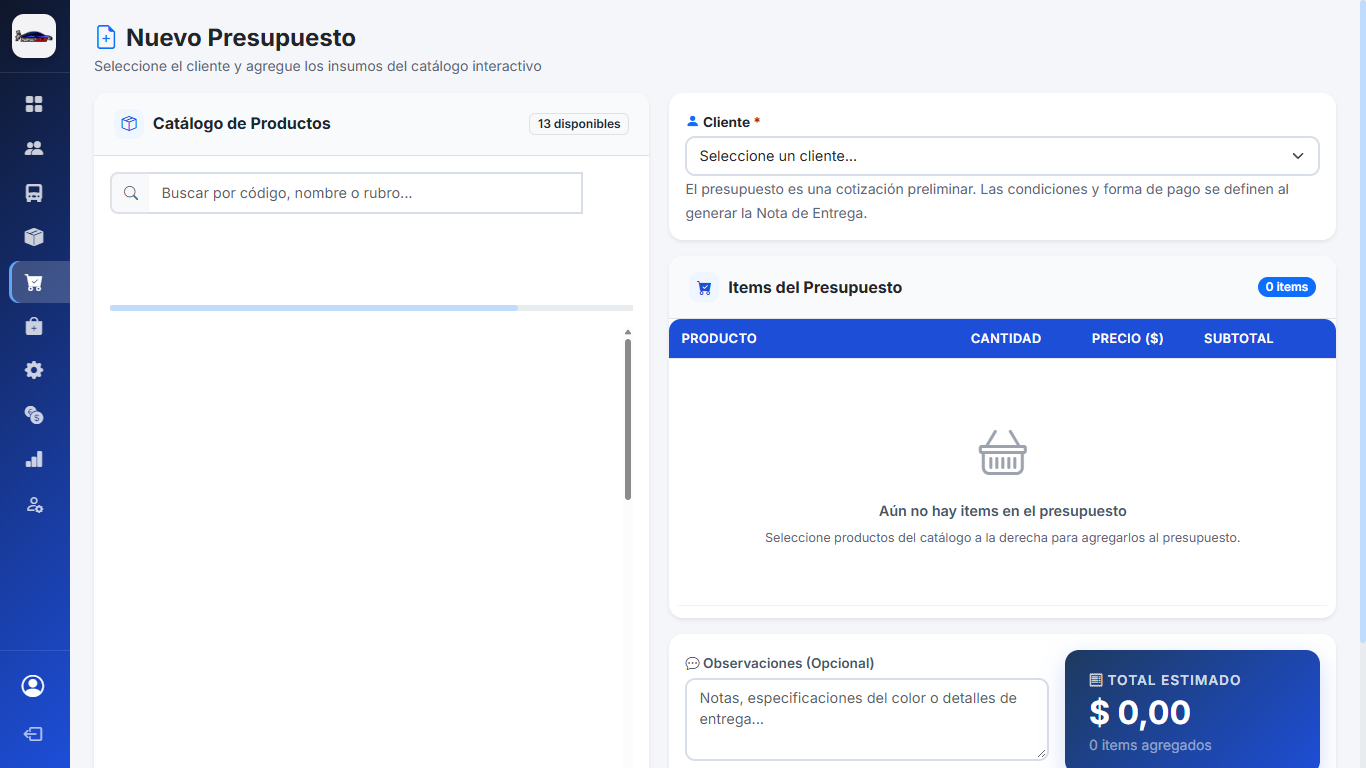 Nuevo Presupuesto
Seleccione el cliente y agregue los insumos del catálogo interactivo
Catálogo de Productos
13 disponibles
Buscar por código, nombre o rubro...
Cliente *
Seleccione un cliente...
El presupuesto es una cotización preliminar. Las condiciones y forma de pago se definen al
generar la Nota de Entrega.
Items del Presupuesto
0 items
PRODUCTO CANTIDAD PRECIO ($) SUBTOTAL
Aún no hay items en el presupuesto
Seleccione productos del catálogo a la derecha para agregarlos al presupuesto.
Observaciones (Opcional)
Notas, especificaciones del color o detalles de
entrega...
TOTAL ESTIMADO
$ 0,00
0 items agregados